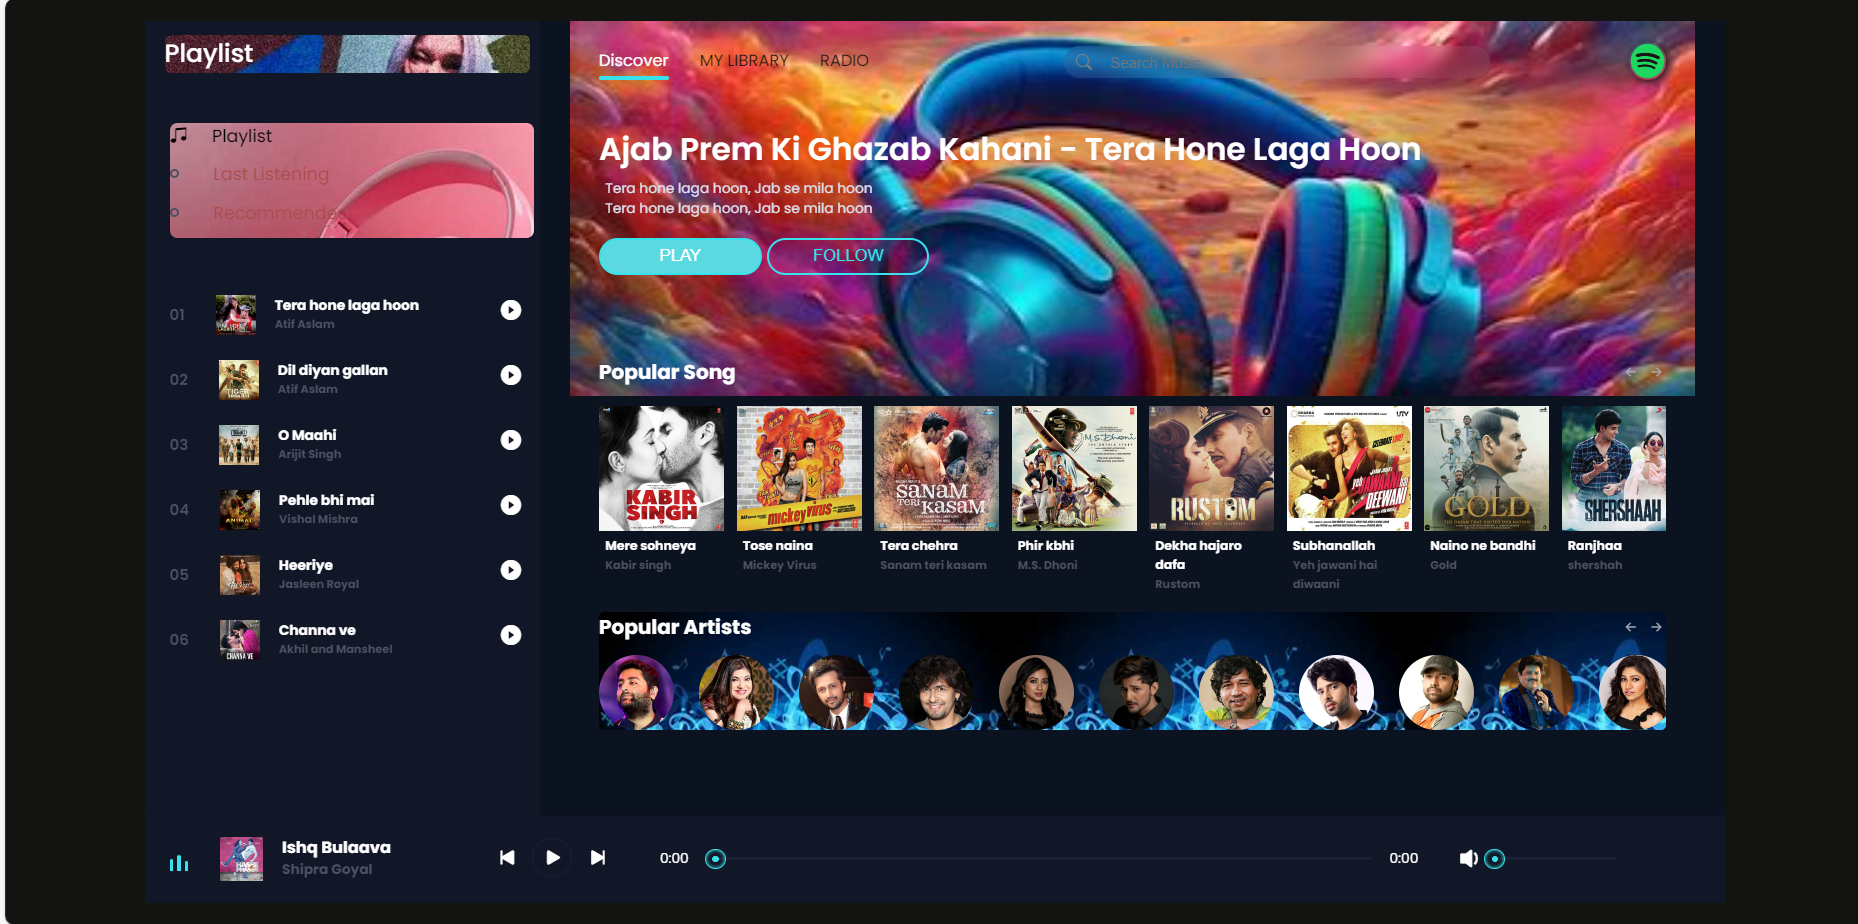 Playlist
Playlist
Last Listening
Recommende
01
Tera hone laga hoon
Atif Aslam
02
Dil diyan gallan
Atif Aslam
03
O Maahi
Arijit Singh
04
Pehle bhi mai
Vishal Mishra
05
Heeriye
Jasleen Royal
06
Channa ve
Akhil and Mansheel
Discover MY LIBRARY RADIO
Search Music
Ajab Prem Ki Ghazab Kahani - Tera Hone Laga Hoon
Tera hone laga hoon, Jab se mila hoon
Tera hone laga hoon, Jab se mila hoon
PLAY FOLLOW
Popular Song
KABIR
SINGH
Mere sohneya
Kabir singh
mickey virus
Tose naina
Mickey Virus
SANAM
TERI KASAM
Tera chehra
Sanam teri kasam
M.S. Dhoni
Phir kbhi
M.S. Dhoni
RUSTOM
Dekha hajaro
dafa
Rustom
yeh JAWAANI hai
DEEWANI
Subhanallah
Yeh jawani hai
diwaani
GOLD
Naino ne bandhi
Gold
SHERSHAAH
Ranjhaa
shershah
Popular Artists
Ishq Bulaava
Shipra Goyal
0:00
0:00